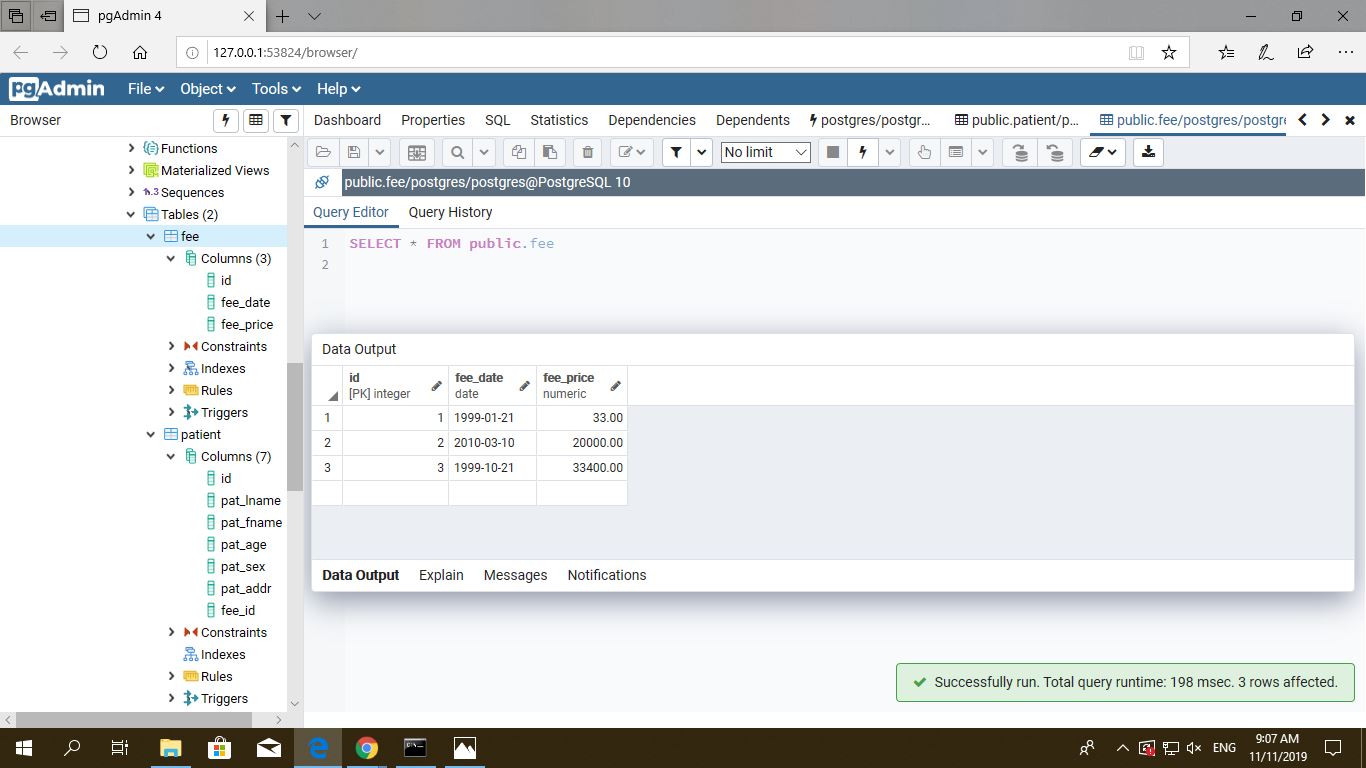 pgAdmin 4
127.0.0.1:53824/browser/
pgAdmin File Object Tools Help
Browser
Dashboard Properties SQL Statistics Dependencies Dependents postgres/postgr... public.patient/p... public.fee/postgres/postgre
Functions
Materialized Views
Sequences
Tables (2)
fee
Columns (3)
id
fee_date
fee_price
Constraints
Indexes
Rules
Triggers
patient
Columns (7)
id
pat_lname
pat_fname
pat_age
pat_sex
pat_addr
fee_id
Constraints
Indexes
Rules
Triggers
No limit
public.fee/postgres/postgres@PostgreSQL 10
Query Editor Query History
1 SELECT * FROM public.fee
2
Data Output
id fee_date fee_price
[PK] integer date numeric
1 1 1999-01-21 33.00
2 2 2010-03-10 20000.00
3 3 1999-10-21 33400.00
Data Output Explain Messages Notifications
Successfully run. Total query runtime: 198 msec. 3 rows affected.
ENG
9:07 AM
11/11/2019